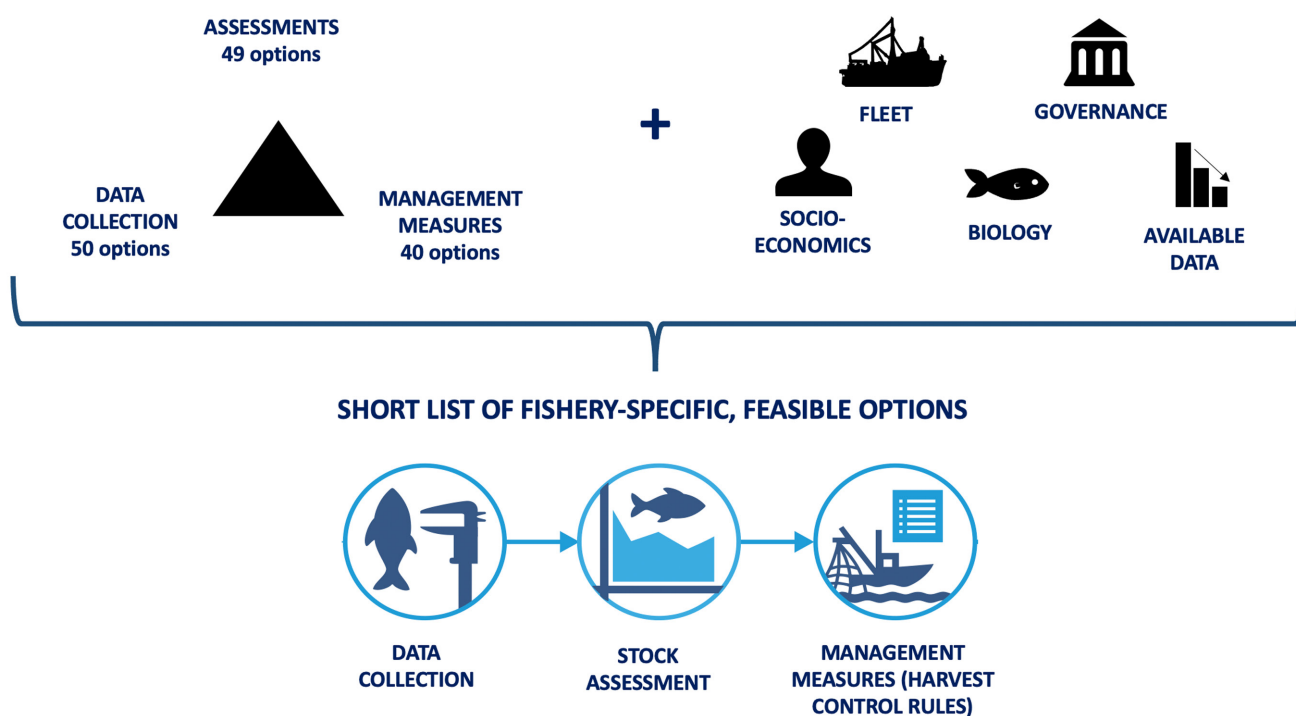 ASSESSMENTS
49 options
DATA
COLLECTION
50 options
MANAGEMENT
MEASURES
40 options
+
FLEET
GOVERNANCE
SOCIO-
ECONOMICS
BIOLOGY
AVAILABLE
DATA
SHORT LIST OF FISHERY-SPECIFIC, FEASIBLE OPTIONS
DATA
COLLECTION
STOCK
ASSESSMENT
MANAGEMENT
MEASURES (HARVEST
CONTROL RULES)